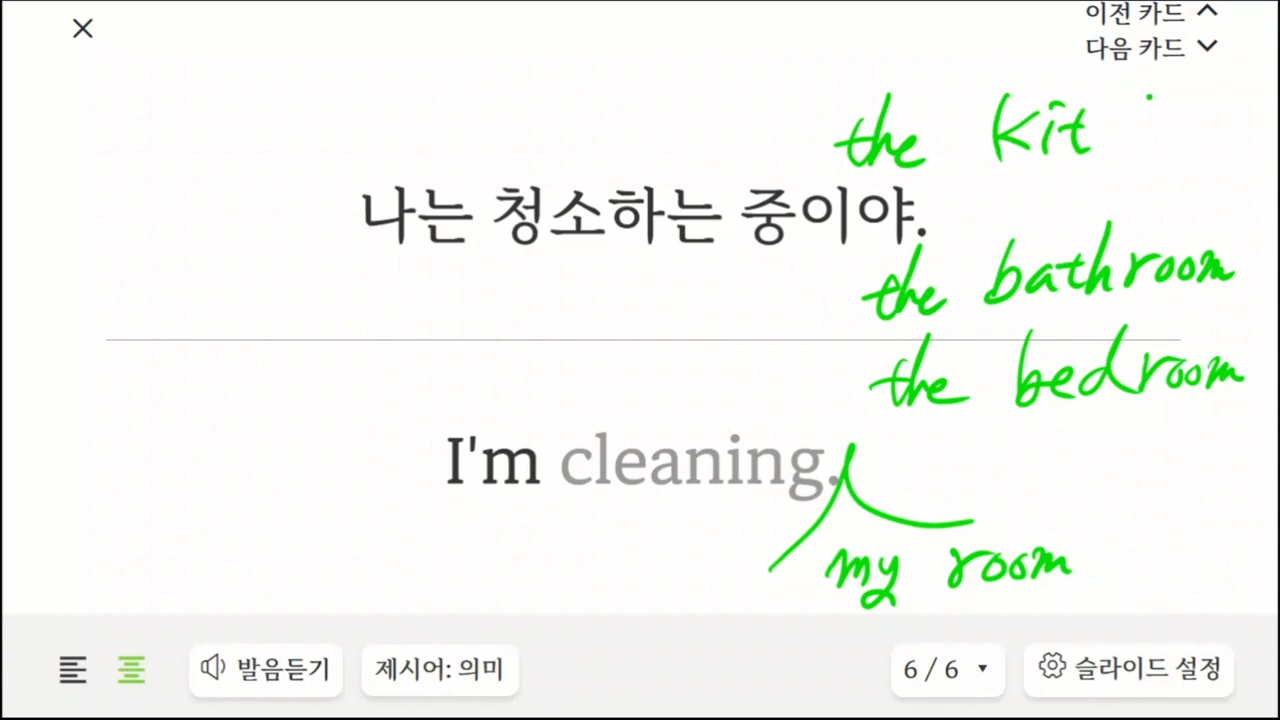 이전 카드
다음 카드
the Kit
나는 청소하는 중이야.
the bathroom
the bedroom
I'm cleaning.
my room
발음듣기 제시어: 의미 6 / 6 슬라이드 설정